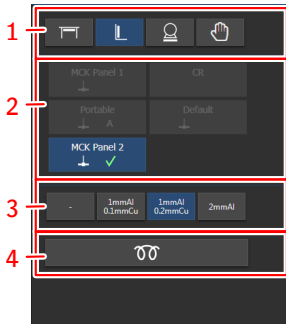 1
2
MCK Panel 1
CR
Portable
A
Default
MCK Panel 2
3
-
1mmAl
0.1mmCu
1mmAl
0.2mmCu
2mmAl
4